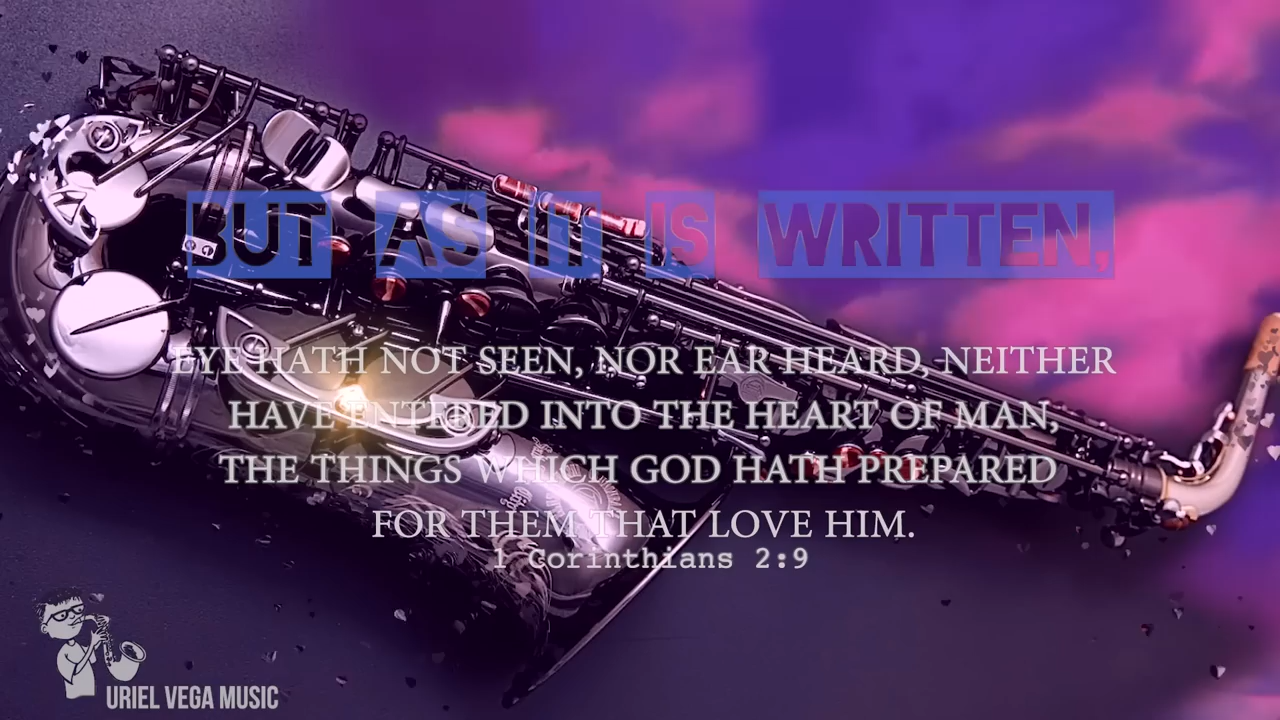 BUT AS IT IS WRITTEN,
EYE HATH NOT SEEN, NOR EAR HEARD, NEITHER
HAVE ENTERED INTO THE HEART OF MAN,
THE THINGS WHICH GOD HATH PREPARED
FOR THEM THAT LOVE HIM.
1 Corinthians 2:9
URIEL VEGA MUSIC